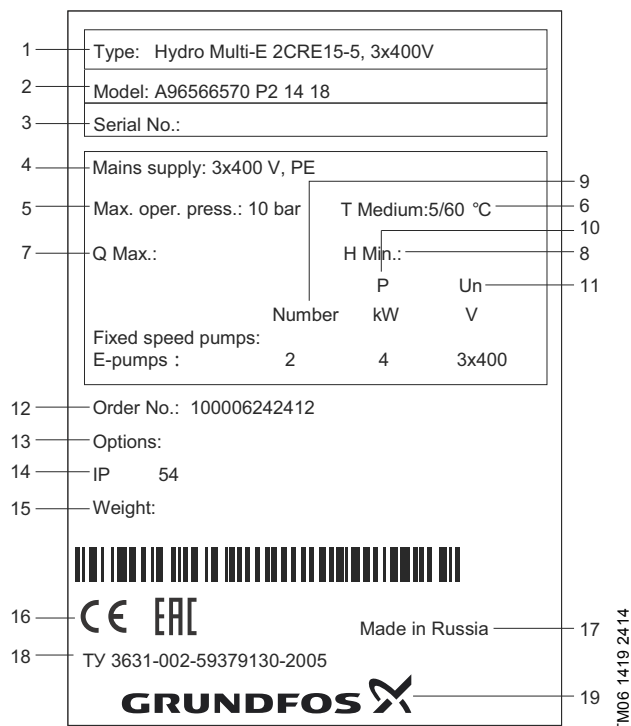 1 Type: Hydro Multi-E 2CRE15-5, 3x400V
2 Model: A96566570 P2 14 18
3 Serial No.:
4 Mains supply: 3x400 V, PE
9
5 Max. oper. press.: 10 bar T Medium:5/60 °C 6
10
7 Q Max.: H Min.: 8
P Un 11
Number kW V
Fixed speed pumps:
E-pumps : 2 4 3x400
12 Order No.: 100006242412
13 Options:
14 IP 54
15 Weight:
16 CE EAC
Made in Russia 17
18 ТУ 3631-002-59379130-2005
GRUNDFOS 19
TM06 1419 2414